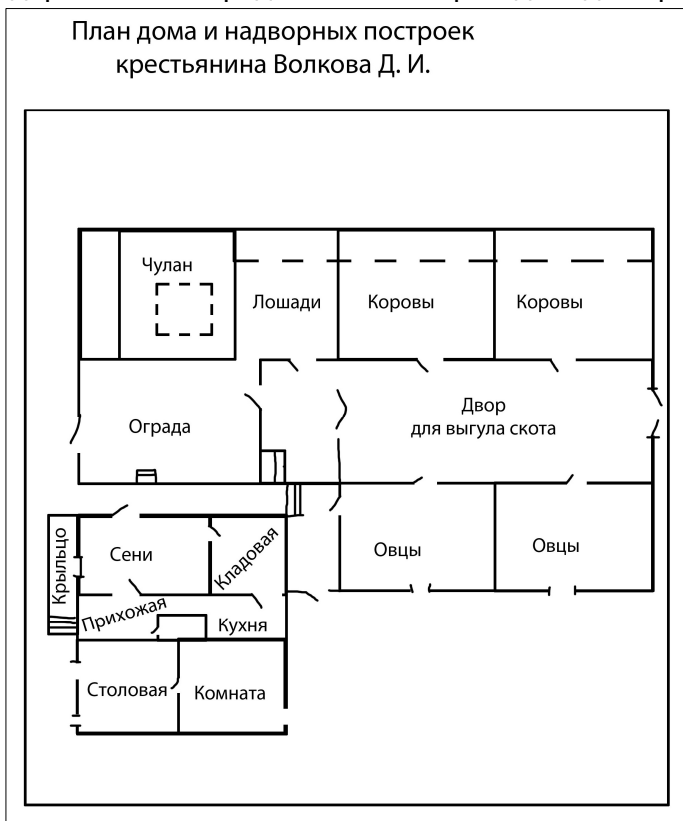 План дома и надворных построек
крестьянина Волкова Д. И.
Чулан
Лошади
Коровы
Коровы
Ограда
Двор
для выгула скота
Крыльцо
Сени
Кладовая
Овцы
Овцы
Прихожая
Кухня
Столовая
Комната